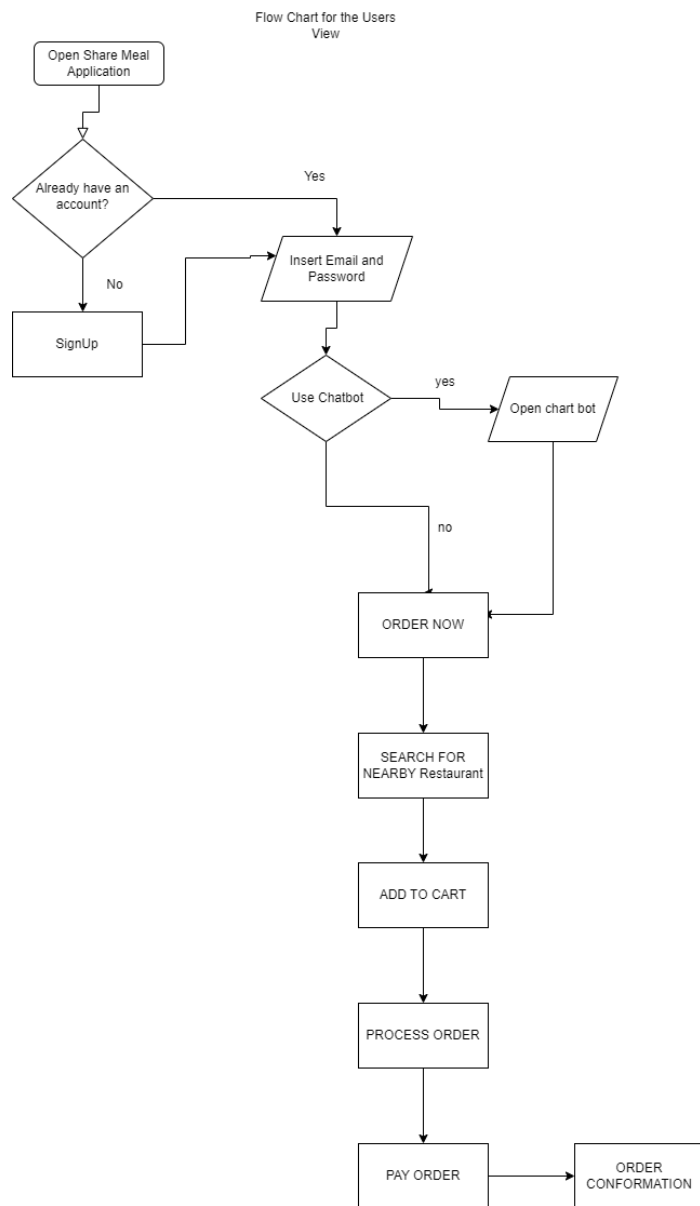 Flow Chart for the Users
View
Open Share Meal
Application
Already have an
account?
Yes
Insert Email and
Password
No
SignUp
Use Chatbot
yes
Open chart bot
no
ORDER NOW
SEARCH FOR
NEARBY Restaurant
ADD TO CART
PROCESS ORDER
PAY ORDER
ORDER
CONFORMATION